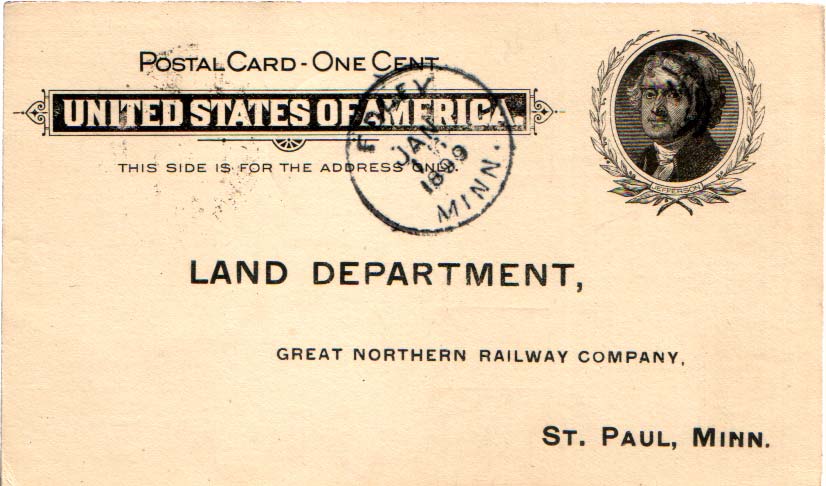 POSTAL CARD - ONE CENT
UNITED STATES OF AMERICA.
THIS SIDE IS FOR THE ADDRESS ONLY.
JAN
1899
MINN.
JEFFERSON
LAND DEPARTMENT,
GREAT NORTHERN RAILWAY COMPANY,
ST. PAUL, MINN.